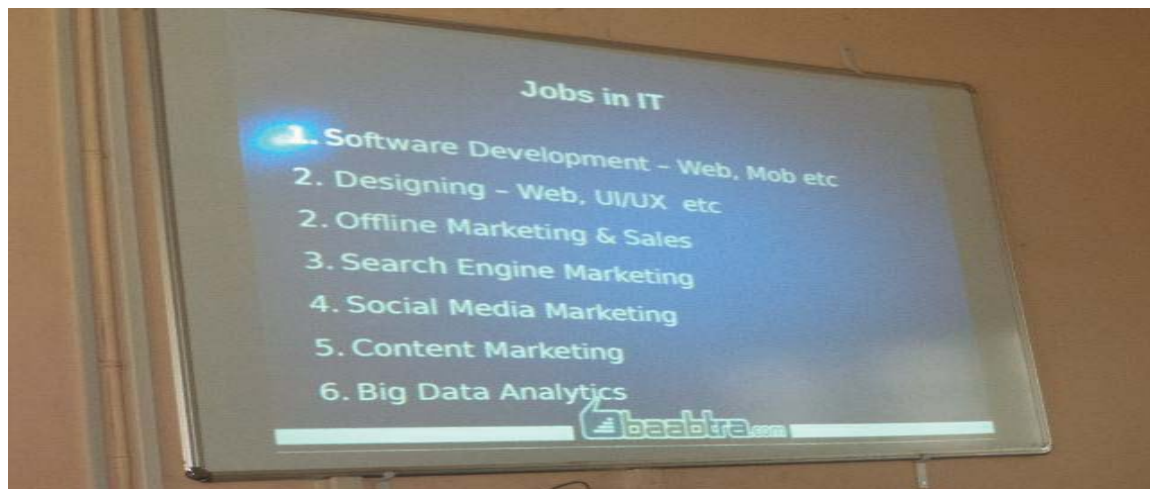 Jobs in IT
1. Software Development – Web, Mob etc
2. Designing – Web, UI/UX etc
2. Offline Marketing & Sales
3. Search Engine Marketing
4. Social Media Marketing
5. Content Marketing
6. Big Data Analytics
baabtra.com